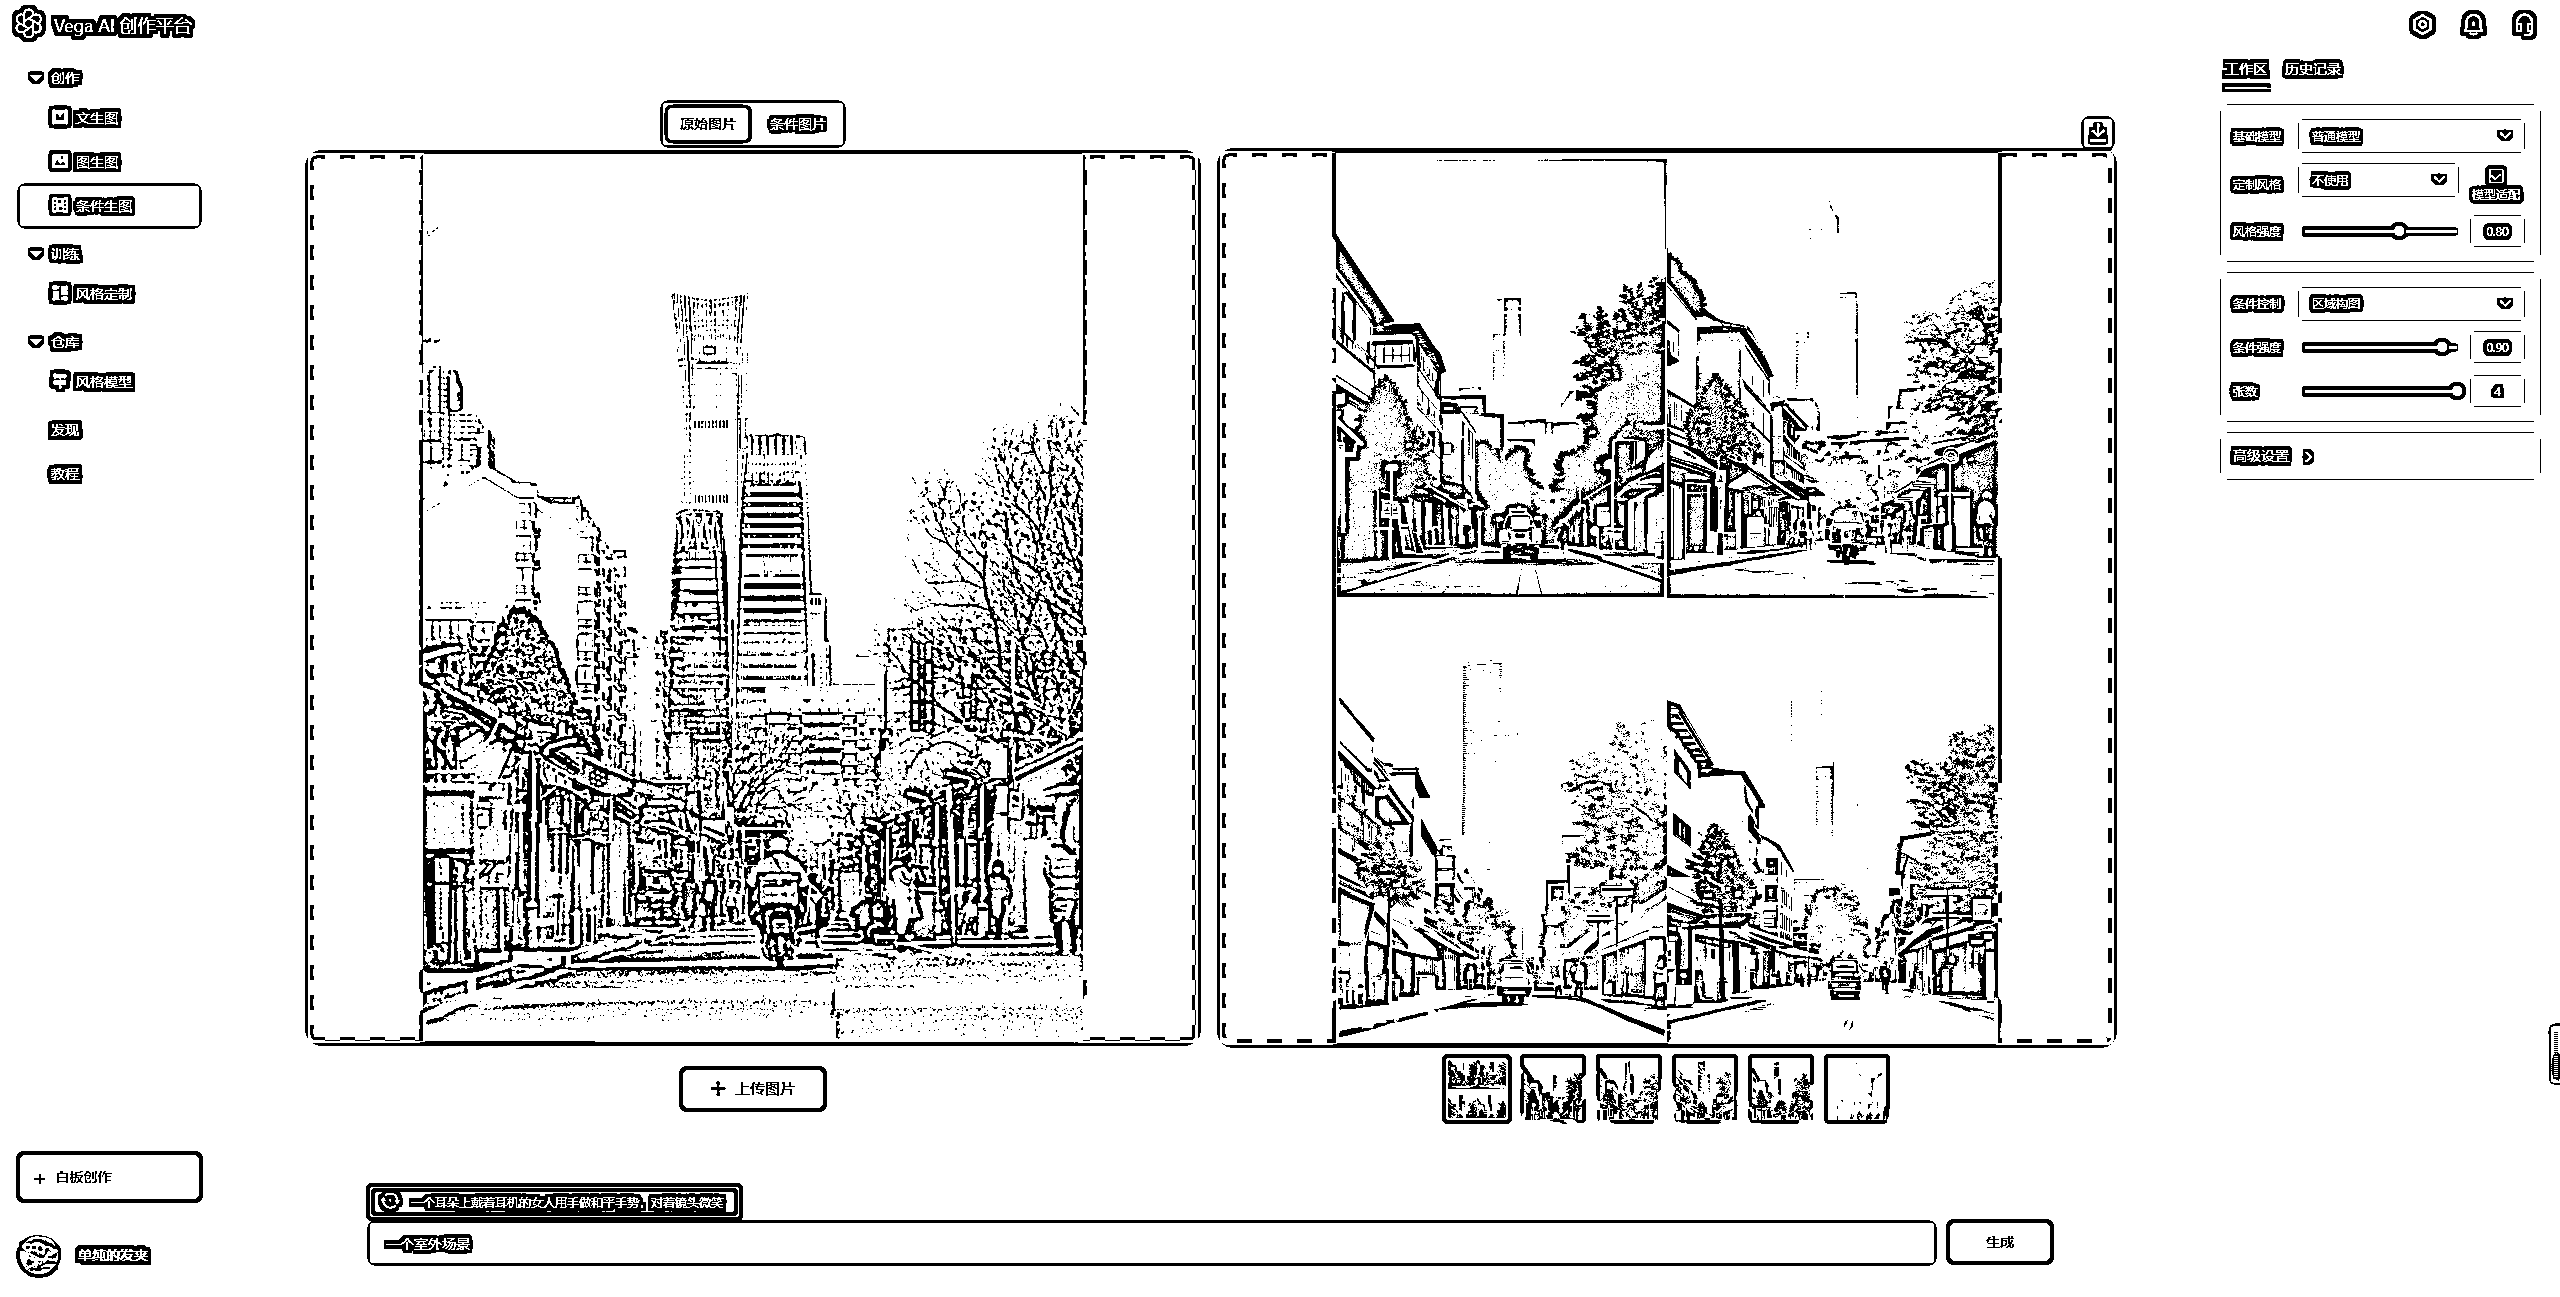 Vega AI 创作平台
创作
文生图
图生图
条件生图
训练
风格定制
仓库
风格模型
发现
教程
白板创作
单纯的发夹
原始图片
条件图片
上传图片
一个耳朵上戴着耳机的女人用手做和平手势，对着镜头微笑
一个室外场景
生成
工作区 历史记录
基础模型 普通模型
定制风格 不使用
模型适配
风格强度 0.80
条件控制 区域构图
条件强度 0.90
张数 4
高级设置